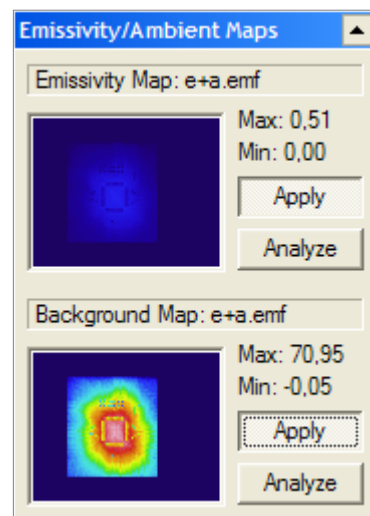 Emissivity/Ambient Maps
Emissivity Map: e+a.emf
Max: 0,51
Min: 0,00
Apply
Analyze
Background Map: e+a.emf
Max: 70,95
Min: -0,05
Apply
Analyze